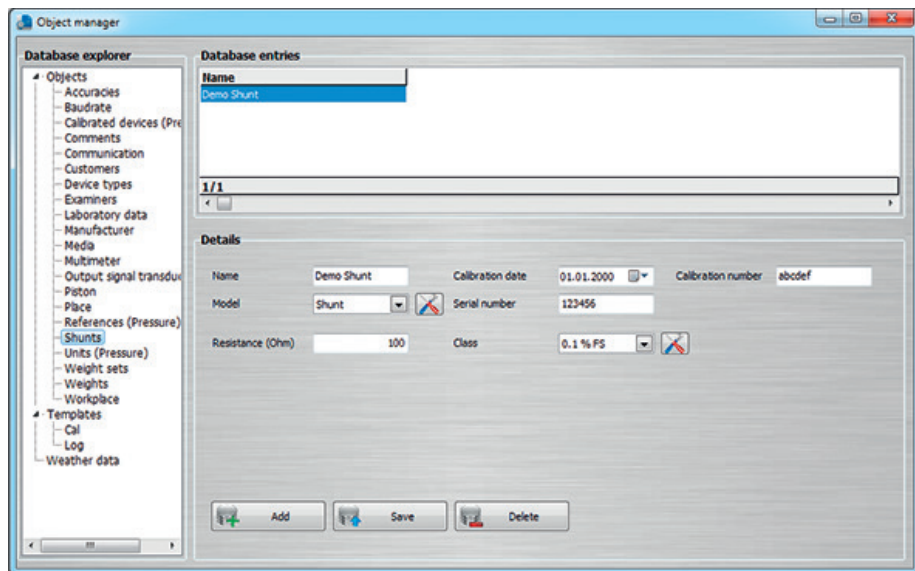 Object manager
Database explorer
Objects
Accuracies
Baudrate
Calibrated devices (Pre
Comments
Communication
Customers
Device types
Examiners
Laboratory data
Manufacturer
Media
Multimeter
Output signal transdu
Piston
Place
References (Pressure)
Shunts
Units (Pressure)
Weight sets
Weights
Workplace
Templates
Cal
Log
Weather data
Database entries
Name
Demo Shunt
1/1
Details
Name Demo Shunt Calibration date 01.01.2000 Calibration number abcdef
Model Shunt Serial number 123456
Resistance (Ohm) 100 Class 0.1 % FS
Add Save Delete